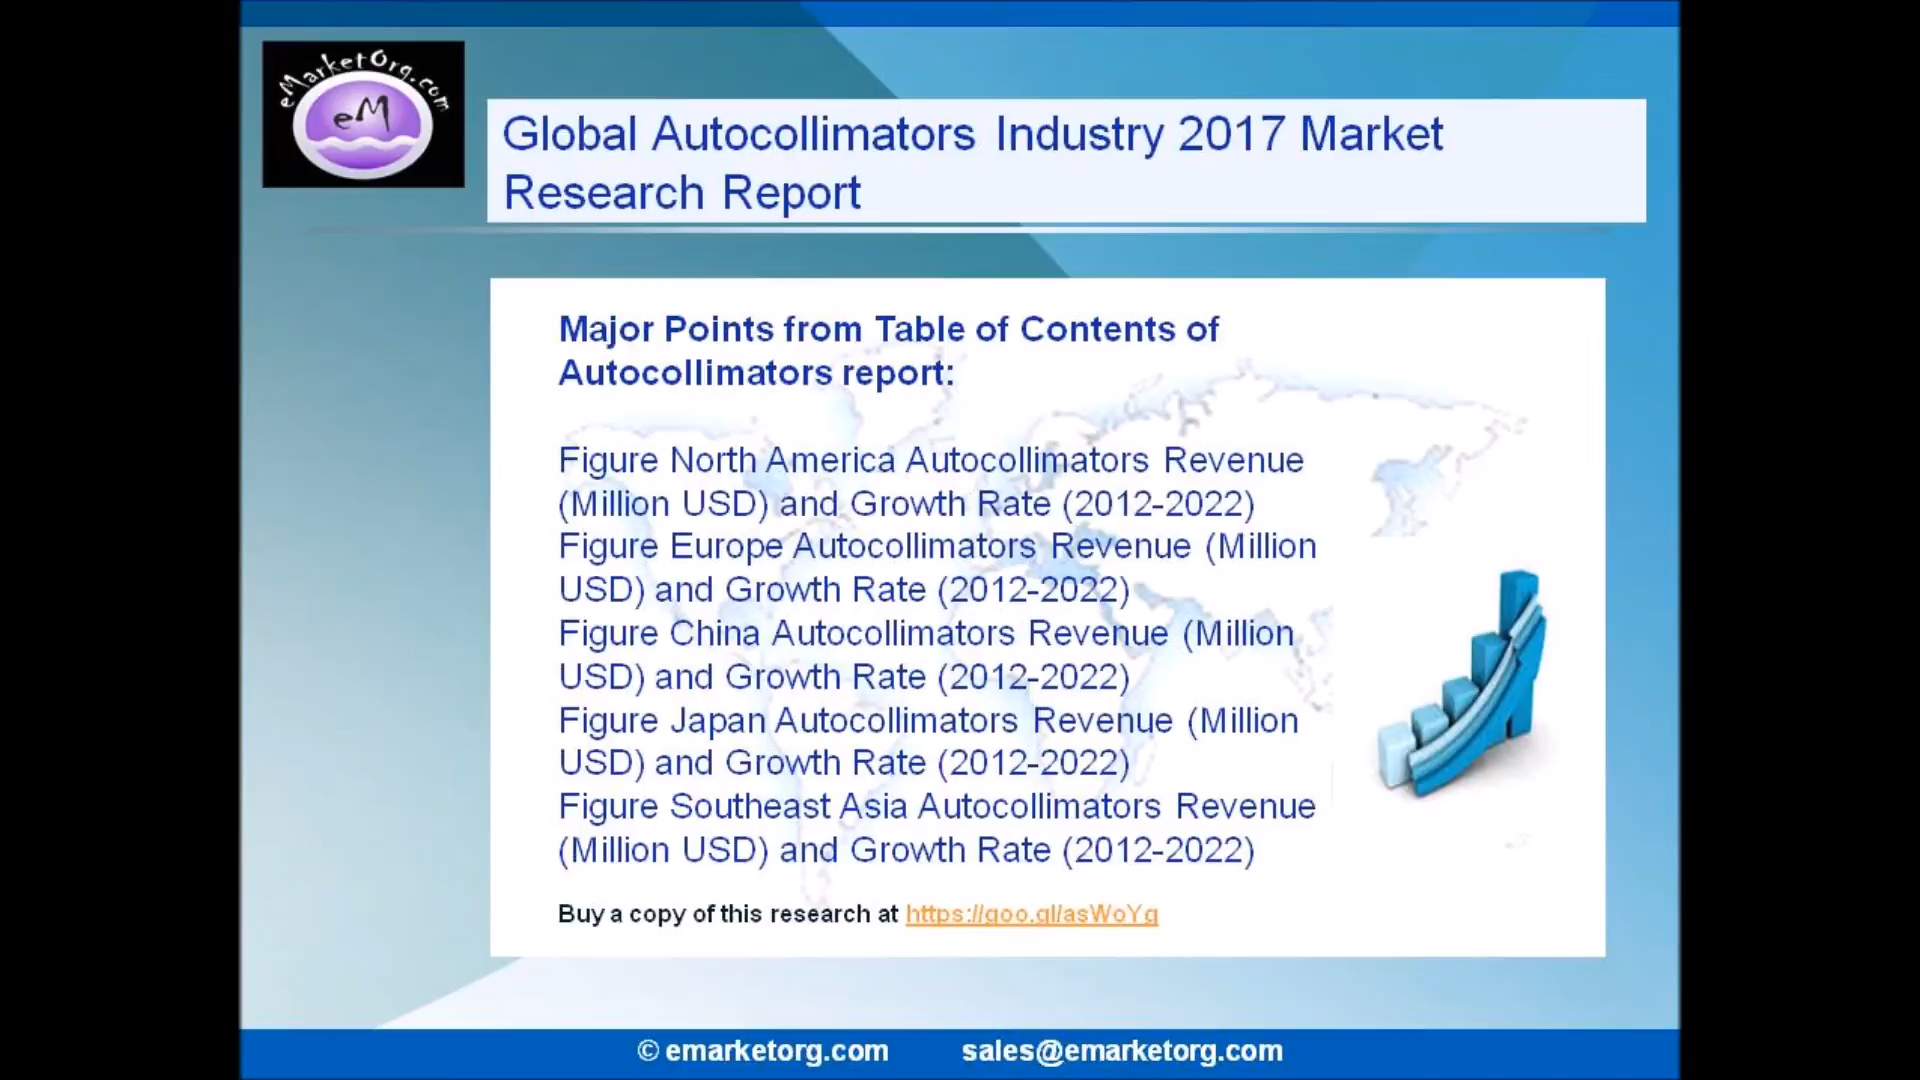 eMarketOrg.com
eM
Global Autocollimators Industry 2017 Market
Research Report
Major Points from Table of Contents of
Autocollimators report:
Figure North America Autocollimators Revenue
(Million USD) and Growth Rate (2012-2022)
Figure Europe Autocollimators Revenue (Million
USD) and Growth Rate (2012-2022)
Figure China Autocollimators Revenue (Million
USD) and Growth Rate (2012-2022)
Figure Japan Autocollimators Revenue (Million
USD) and Growth Rate (2012-2022)
Figure Southeast Asia Autocollimators Revenue
(Million USD) and Growth Rate (2012-2022)
Buy a copy of this research at https://goo.gl/asWoYg
© emarketorg.com sales@emarketorg.com